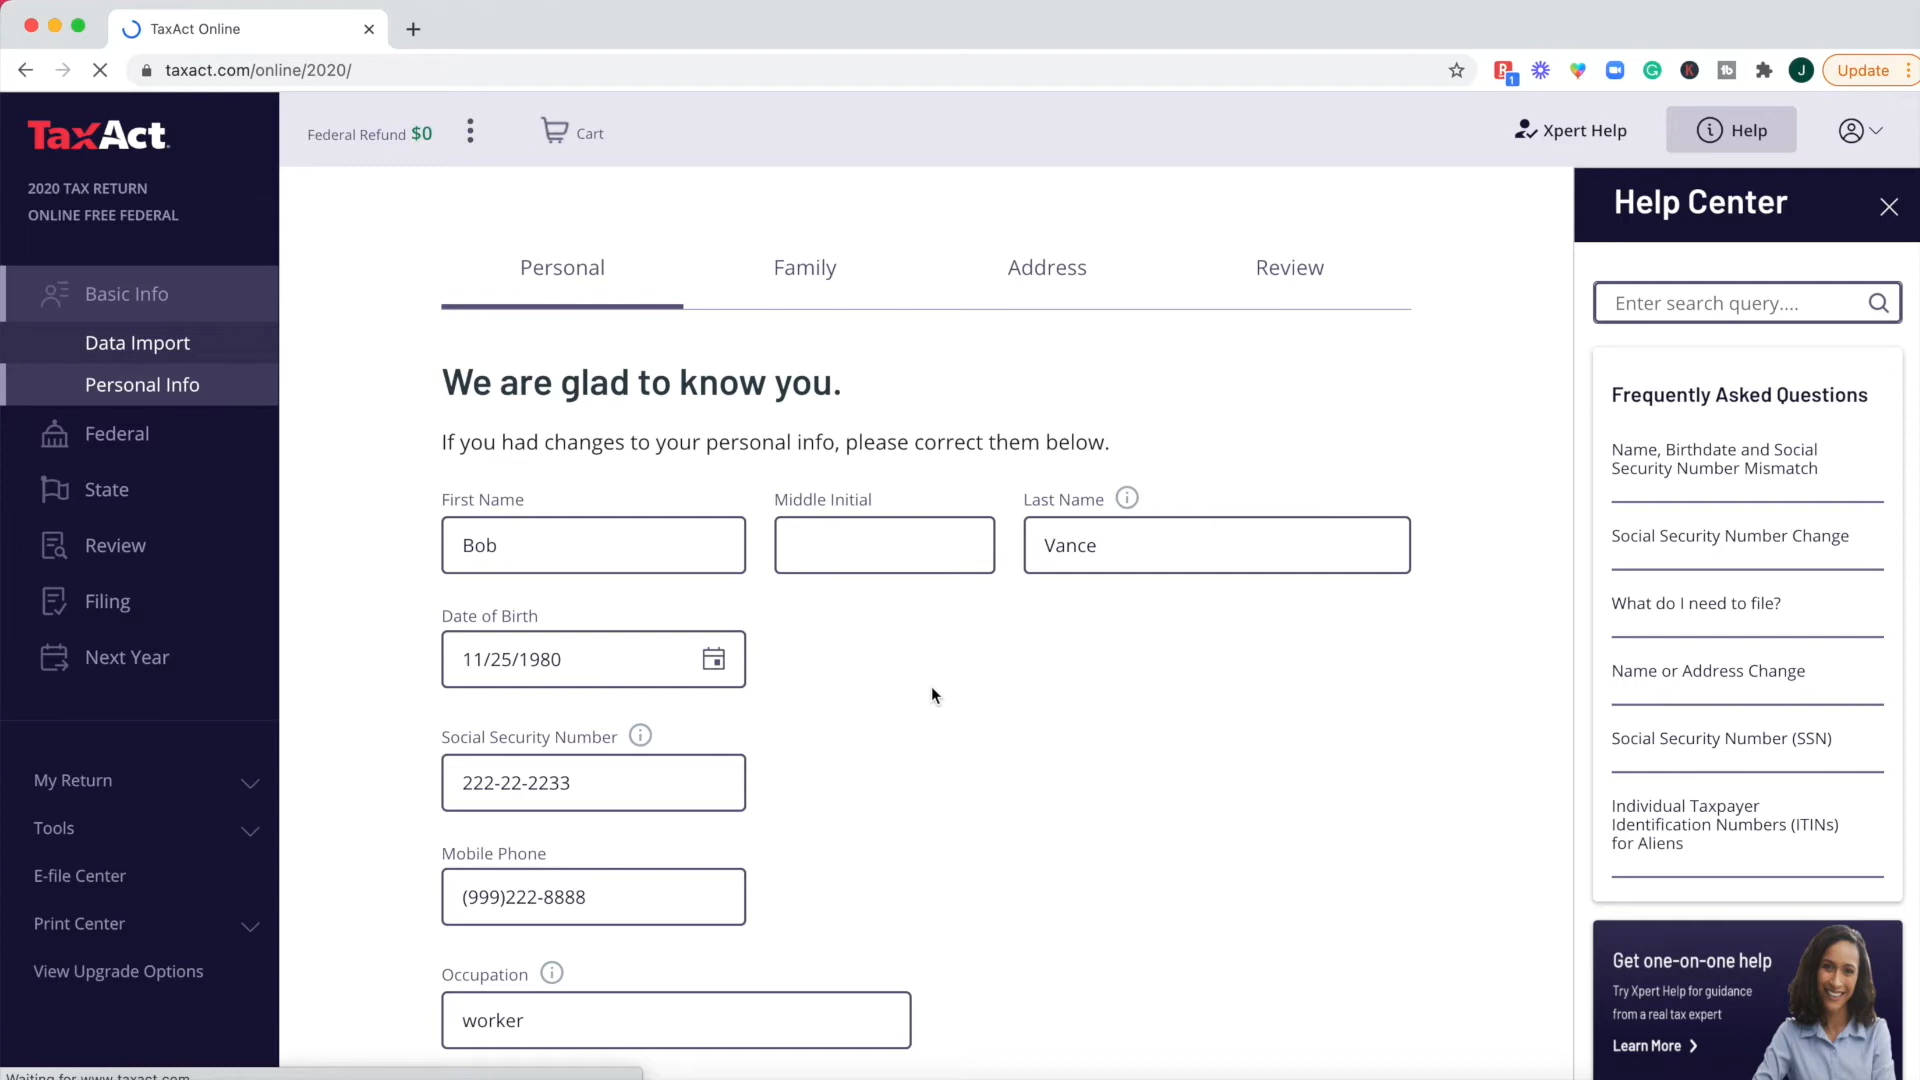 TaxAct Online
taxact.com/online/2020/
1
J
Update
TaxAct.
2020 TAX RETURN
ONLINE FREE FEDERAL
Basic Info
Data Import
Personal Info
Federal
State
Review
Filing
Next Year
My Return
Tools
E-file Center
Print Center
View Upgrade Options
Federal Refund $0
Cart
Xpert Help
Help
Personal
Family
Address
Review
We are glad to know you.
If you had changes to your personal info, please correct them below.
First Name
Middle Initial
Last Name
Bob
Vance
Date of Birth
11/25/1980
Social Security Number
222-22-2233
Mobile Phone
(999)222-8888
Occupation
worker
Help Center
Enter search query....
Frequently Asked Questions
Name, Birthdate and Social
Security Number Mismatch
Social Security Number Change
What do I need to file?
Name or Address Change
Social Security Number (SSN)
Individual Taxpayer
Identification Numbers (ITINs)
for Aliens
Get one-on-one help
Try Xpert Help for guidance
from a real tax expert
Learn More
Waiting for www.taxact.com